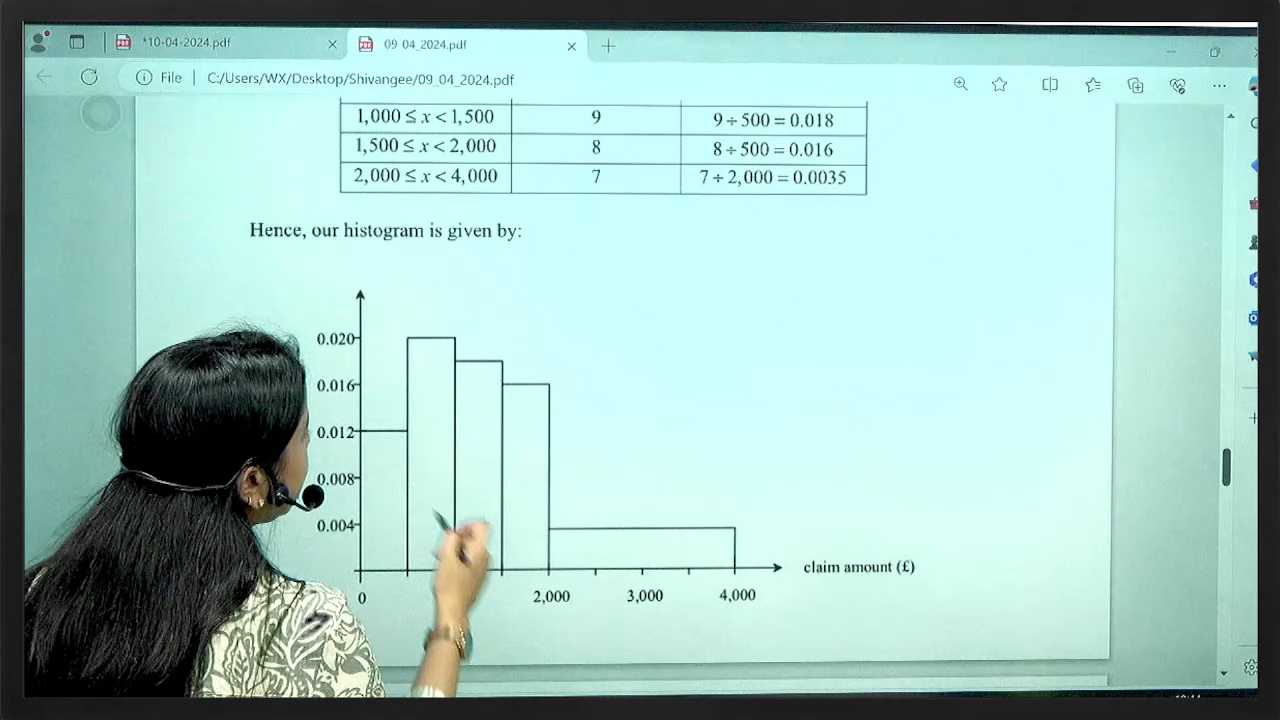 *10-04-2024.pdf
09_04_2024.pdf
File | C:/Users/WX/Desktop/Shivangee/09_04_2024.pdf
1,000 ≤ x < 1,500 9 9 ÷ 500 = 0.018
1,500 ≤ x < 2,000 8 8 ÷ 500 = 0.016
2,000 ≤ x < 4,000 7 7 ÷ 2,000 = 0.0035
Hence, our histogram is given by:
0.020
0.016
0.012
0.008
0.004
0 2,000 3,000 4,000
claim amount (£)